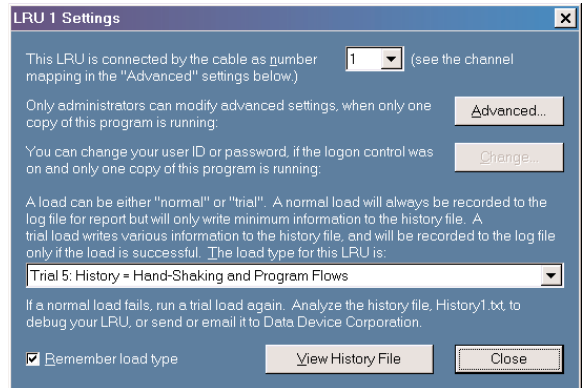 LRU 1 Settings
This LRU is connected by the cable as number 1 (see the channel
mapping in the "Advanced" settings below.)
Only administrators can modify advanced settings, when only one
copy of this program is running:
Advanced...
You can change your user ID or password, if the logon control was
on and only one copy of this program is running:
Change...
A load can be either "normal" or "trial". A normal load will always be recorded to the
log file for report but will only write minimum information to the history file. A
trial load writes various information to the history file, and will be recorded to the log file
only if the load is successful. The load type for this LRU is:
Trial 5: History = Hand-Shaking and Program Flows
If a normal load fails, run a trial load again. Analyze the history file, History1.txt, to
debug your LRU, or send or email it to Data Device Corporation.
Remember load type
View History File
Close